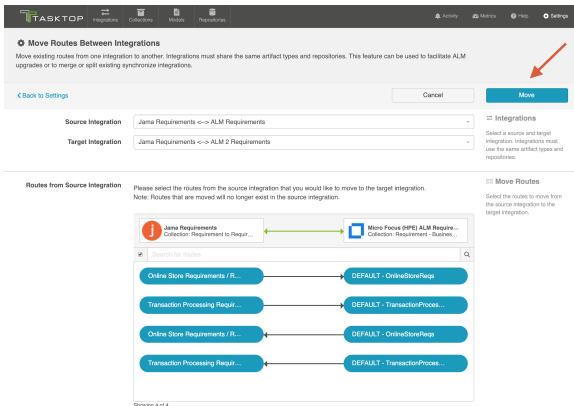 TASKTOP
Integrations
Collections
Models
Repositories
Activity
Metrics
Help
Settings
Move Routes Between Integrations
Move existing routes from one integration to another. Integrations must share the same artifact types and repositories. This feature can be used to facilitate ALM
upgrades or to merge or split existing synchronize integrations.
Back to Settings
Cancel
Move
Source Integration
Jama Requirements <--> ALM Requirements
Target Integration
Jama Requirements <--> ALM 2 Requirements
Integrations
Select a source and target
integration. Integrations must
use the same artifact types and
repositories.
Routes from Source Integration
Please select the routes from the source integration that you would like to move to the target integration.
Note: Routes that are moved will no longer exist in the source integration.
Move Routes
Select the routes to move from
the source integration to the
target integration.
j
Jama Requirements
Collection: Requirement to Requir...
Micro Focus (HPE) ALM Require...
Collection: Requirement - Busines...
Search for routes
Online Store Requirements / R...
DEFAULT - OnlineStoreReqs
Transaction Processing Requir...
DEFAULT - TransactionProces...
Online Store Requirements / R...
DEFAULT - OnlineStoreReqs
Transaction Processing Requir...
DEFAULT - TransactionProces...
Showing 4 of 4